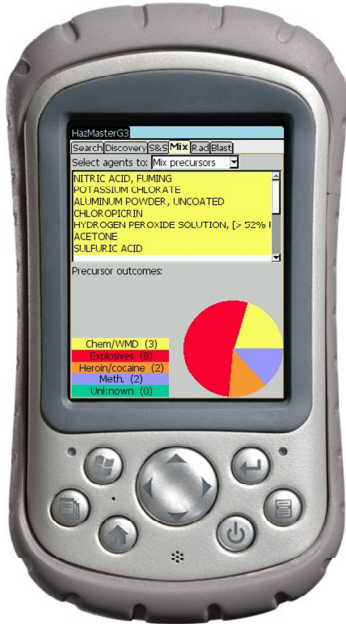 HazMasterG3
Search Discovery S&S Mix Rad Blast
Select agents to: Mix precursors
NITRIC ACID, FUMING
POTASSIUM CHLORATE
ALUMINUM POWDER, UNCOATED
CHLOROPICRIN
HYDROGEN PEROXIDE SOLUTION, [> 52% F
ACETONE
SULFURIC ACID
Precursor outcomes:
Chem/WMD (3)
Explosives (8)
Heroin/cocaine (2)
Meth. (2)
Unknown (0)